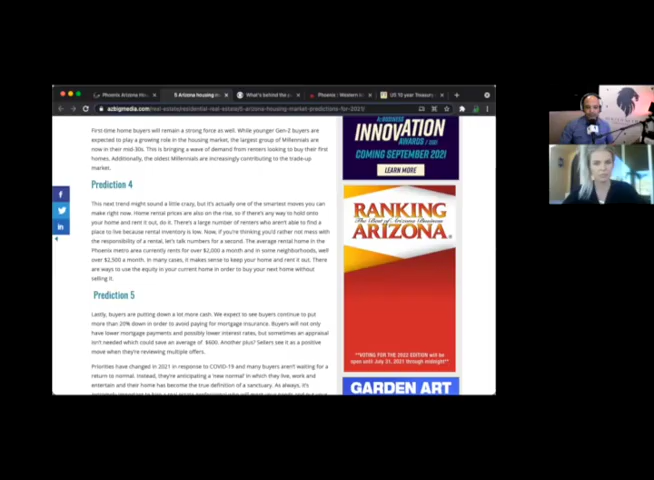 Phoenix Arizona Ho
5 Arizona housing m
What's behind the p
Phoenix | Western
US 10 year Treasury
azbigmedia.com/real-estate/residential-real-estate/5-arizona-housing-market-predictions-for-2021/
First-time home buyers will remain a strong force as well. While younger Gen-Z buyers are
expected to play a growing role in the housing market, the largest group of Millennials are
now in their mid-30s. This is bringing a wave of demand from renters looking to buy their first
homes. Additionally, the oldest Millennials are increasingly contributing to the trade-up
market.
Prediction 4
This next trend might sound a little crazy, but it's actually one of the smartest moves you can
make right now. Home rental prices are also on the rise, so if there's any way to hold onto
your home and rent it out, do it. There's a large number of renters who aren't able to find a
place to live because rental inventory is low. Now, if you're thinking you'd rather not mess with
the responsibility of a rental, let's talk numbers for a second. The average rental home in the
Phoenix metro area currently rents for over $2,000 a month and in some neighborhoods, well
over $2,500 a month. In many cases, it makes sense to keep your home and rent it out. There
are ways to use the equity in your current home in order to buy your next home without
selling it.
Prediction 5
Lastly, buyers are putting down a lot more cash. We expect to see buyers continue to put
more than 20% down in order to avoid paying for mortgage insurance. Buyers will not only
have lower mortgage payments and possibly lower interest rates, but sometimes an appraisal
isn't needed which could save an average of $600. Another plus? Sellers see it as a positive
move when they're reviewing multiple offers.
Priorities have changed in 2021 in response to COVID-19 and many buyers aren't waiting for a
return to normal. Instead, they're anticipating a 'new normal' in which they live, work and
entertain and their home has become the true definition of a sanctuary. As always, it's
INNOVATION
AWARDS / 2021
COMING SEPTEMBER 2021
LEARN MORE
RANKING
The Best of Arizona Business
ARIZONA
**VOTING FOR THE 2022 EDITION will be
open until July 31, 2021 through midnight**
GARDEN ART